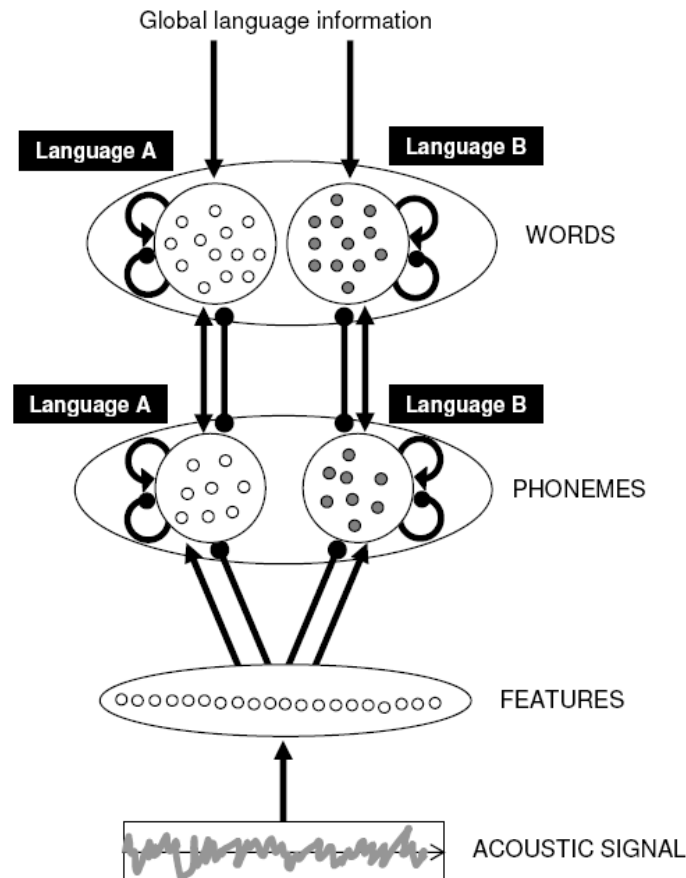 Global language information
Language A
Language B
WORDS
Language A
Language B
PHONEMES
FEATURES
ACOUSTIC SIGNAL